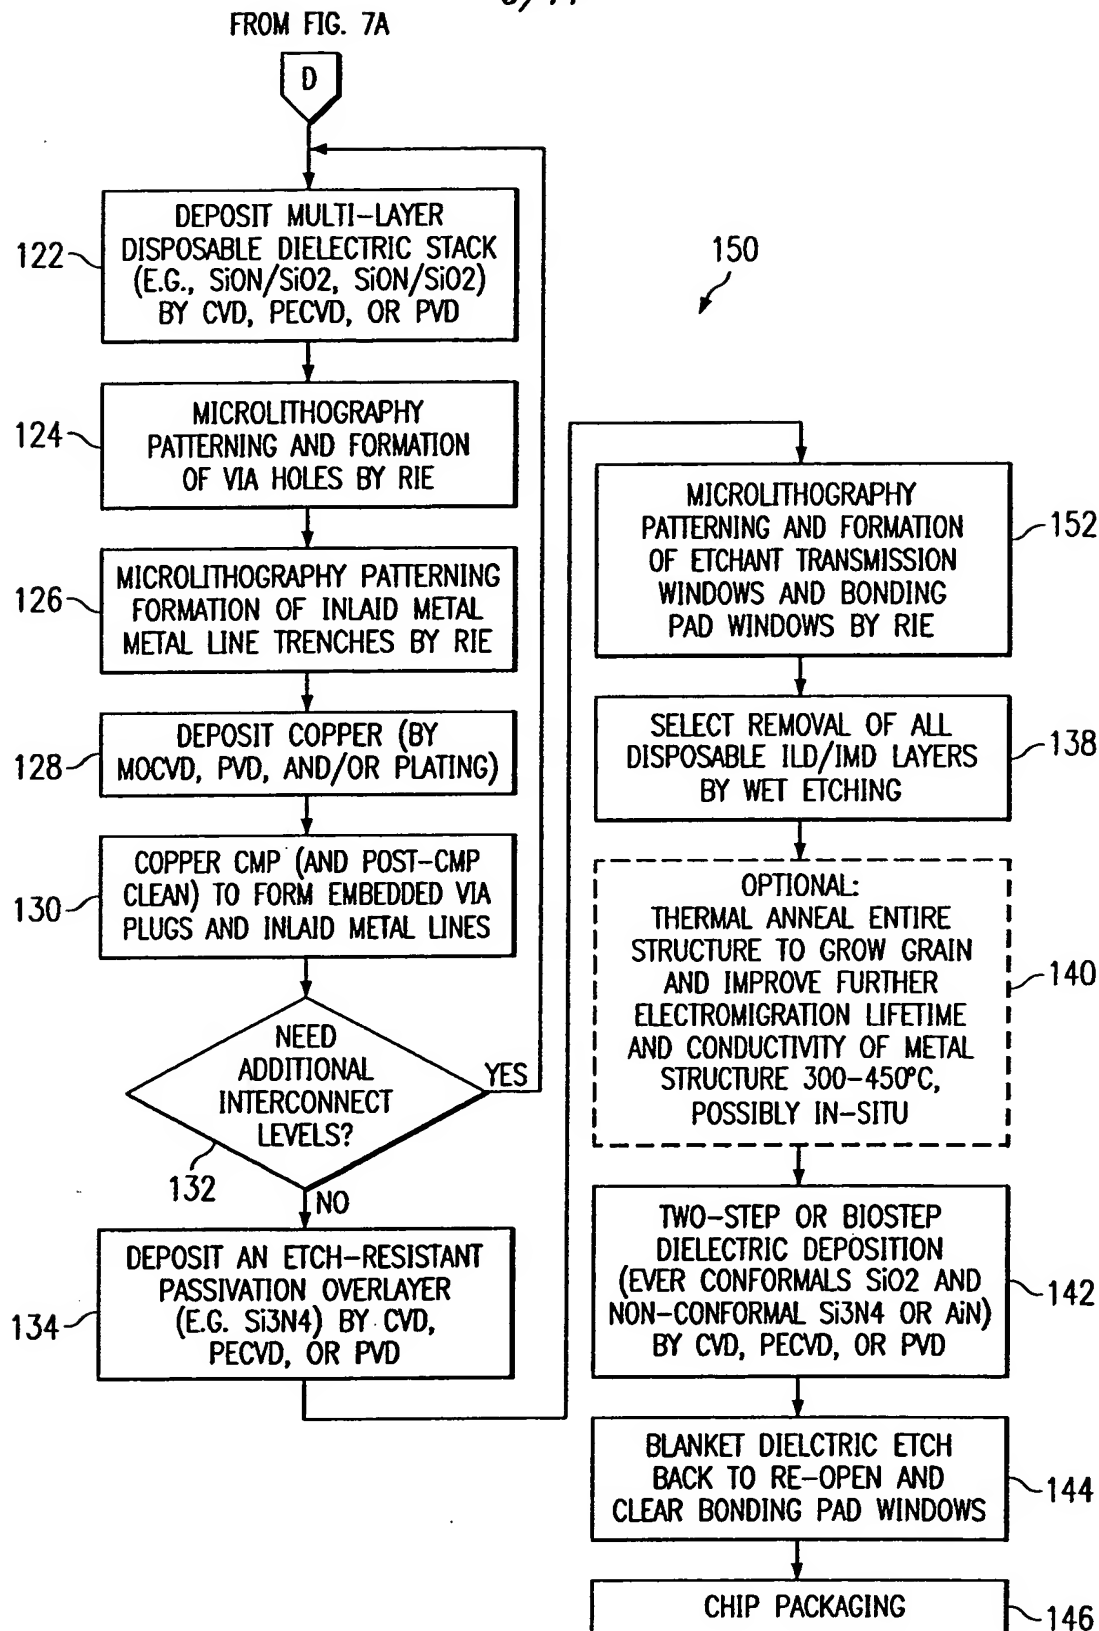 FROM FIG. 7A
D
122
DEPOSIT MULTI-LAYER
DISPOSABLE DIELECTRIC STACK
(E.G., SiON/SiO2, SiON/SiO2)
BY CVD, PECVD, OR PVD
124
MICROLITHOGRAPHY
PATTERNING AND FORMATION
OF VIA HOLES BY RIE
126
MICROLITHOGRAPHY PATTERNING
FORMATION OF INLAID METAL
METAL LINE TRENCHES BY RIE
128
DEPOSIT COPPER (BY
MOCVD, PVD, AND/OR PLATING)
130
COPPER CMP (AND POST-CMP
CLEAN) TO FORM EMBEDDED VIA
PLUGS AND INLAID METAL LINES
NEED
ADDITIONAL
INTERCONNECT
LEVELS?
YES
132
NO
134
DEPOSIT AN ETCH-RESISTANT
PASSIVATION OVERLAYER
(E.G. Si3N4) BY CVD,
PECVD, OR PVD
150
MICROLITHOGRAPHY
PATTERNING AND FORMATION
OF ETCHANT TRANSMISSION
WINDOWS AND BONDING
PAD WINDOWS BY RIE
152
SELECT REMOVAL OF ALL
DISPOSABLE ILD/IMD LAYERS
BY WET ETCHING
138
OPTIONAL:
THERMAL ANNEAL ENTIRE
STRUCTURE TO GROW GRAIN
AND IMPROVE FURTHER
ELECTROMIGRATION LIFETIME
AND CONDUCTIVITY OF METAL
STRUCTURE 300-450°C,
POSSIBLY IN-SITU
140
TWO-STEP OR BIOSTEP
DIELECTRIC DEPOSITION
(EVER CONFORMALS SiO2 AND
NON-CONFORMAL Si3N4 OR AiN)
BY CVD, PECVD, OR PVD
142
BLANKET DIELCTRIC ETCH
BACK TO RE-OPEN AND
CLEAR BONDING PAD WINDOWS
144
CHIP PACKAGING
146